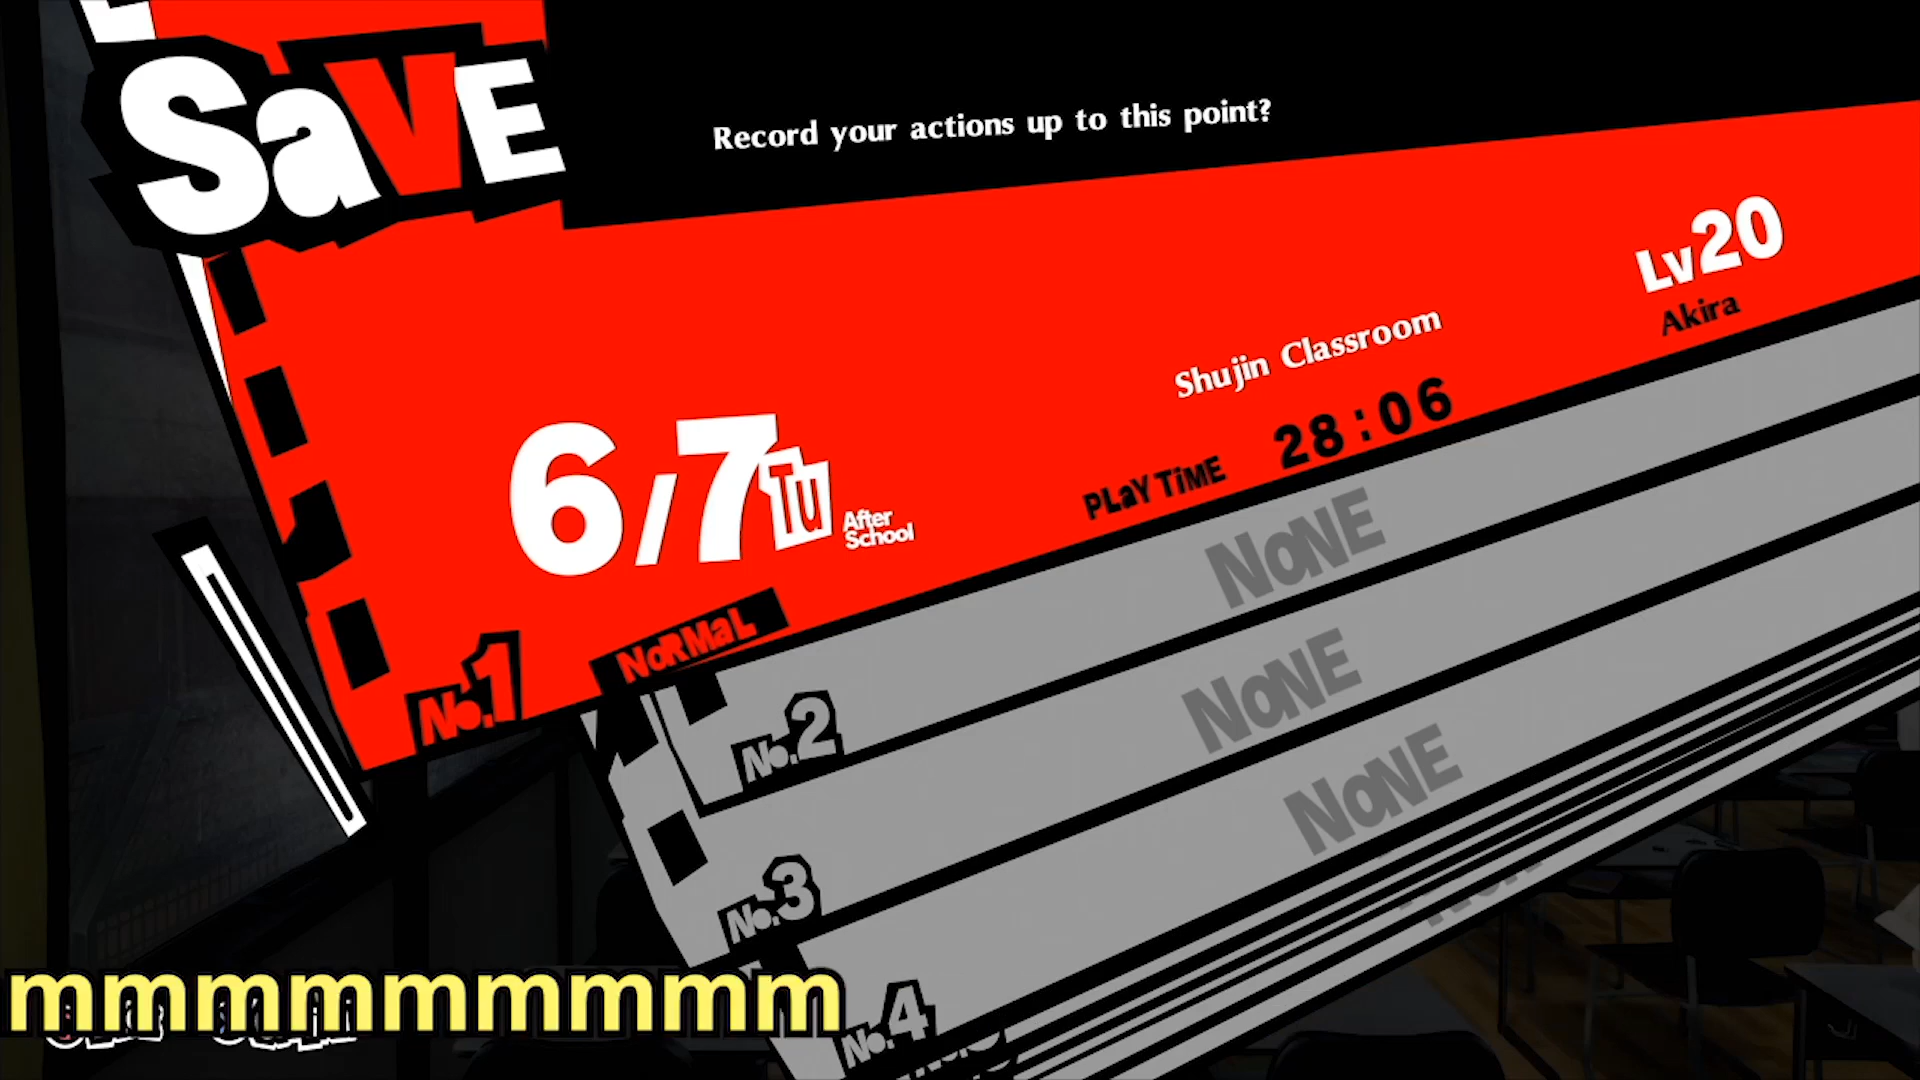 SaVE
Record your actions up to this point?
Lv20
Akira
Shujin Classroom
6/7 Tu After School
PLaY TiME 28:06
No.1 NoRMaL
NoNE
No.2
NoNE
No.3
NoNE
No.4
mmmmmmmmm